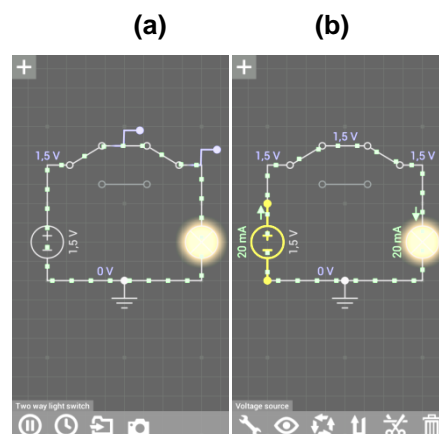 (a) (b)
+ +
1,5 V
1,5 V 1,5 V 1,5 V
1,5 V
20 mA 1,5 V 20 mA
0 V 0 V
Two way light switch Voltage source